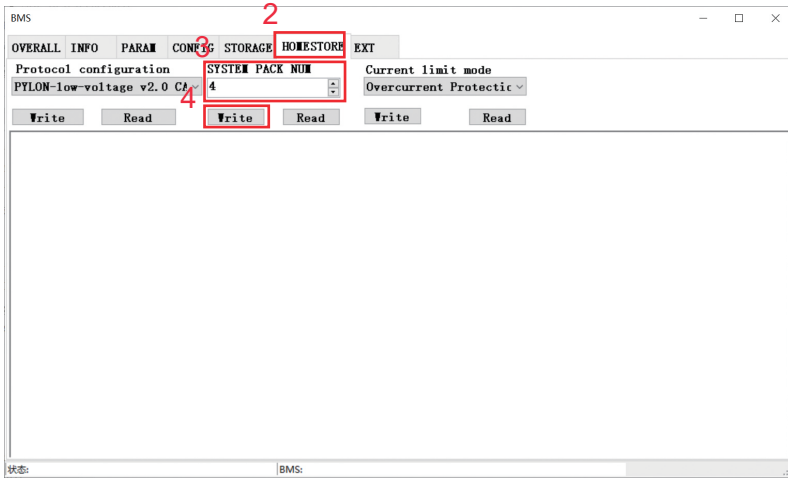 BMS
2
OVERALL INFO PARAM CONFIG STORAGE HOMESTORE EXT
3
Protocol configuration SYSTEM PACK NUM Current limit mode
PYLON-low-voltage v2.0 CA 4 Overcurrent Protectic
4
Write Read Write Read Write Read
状态: BMS: